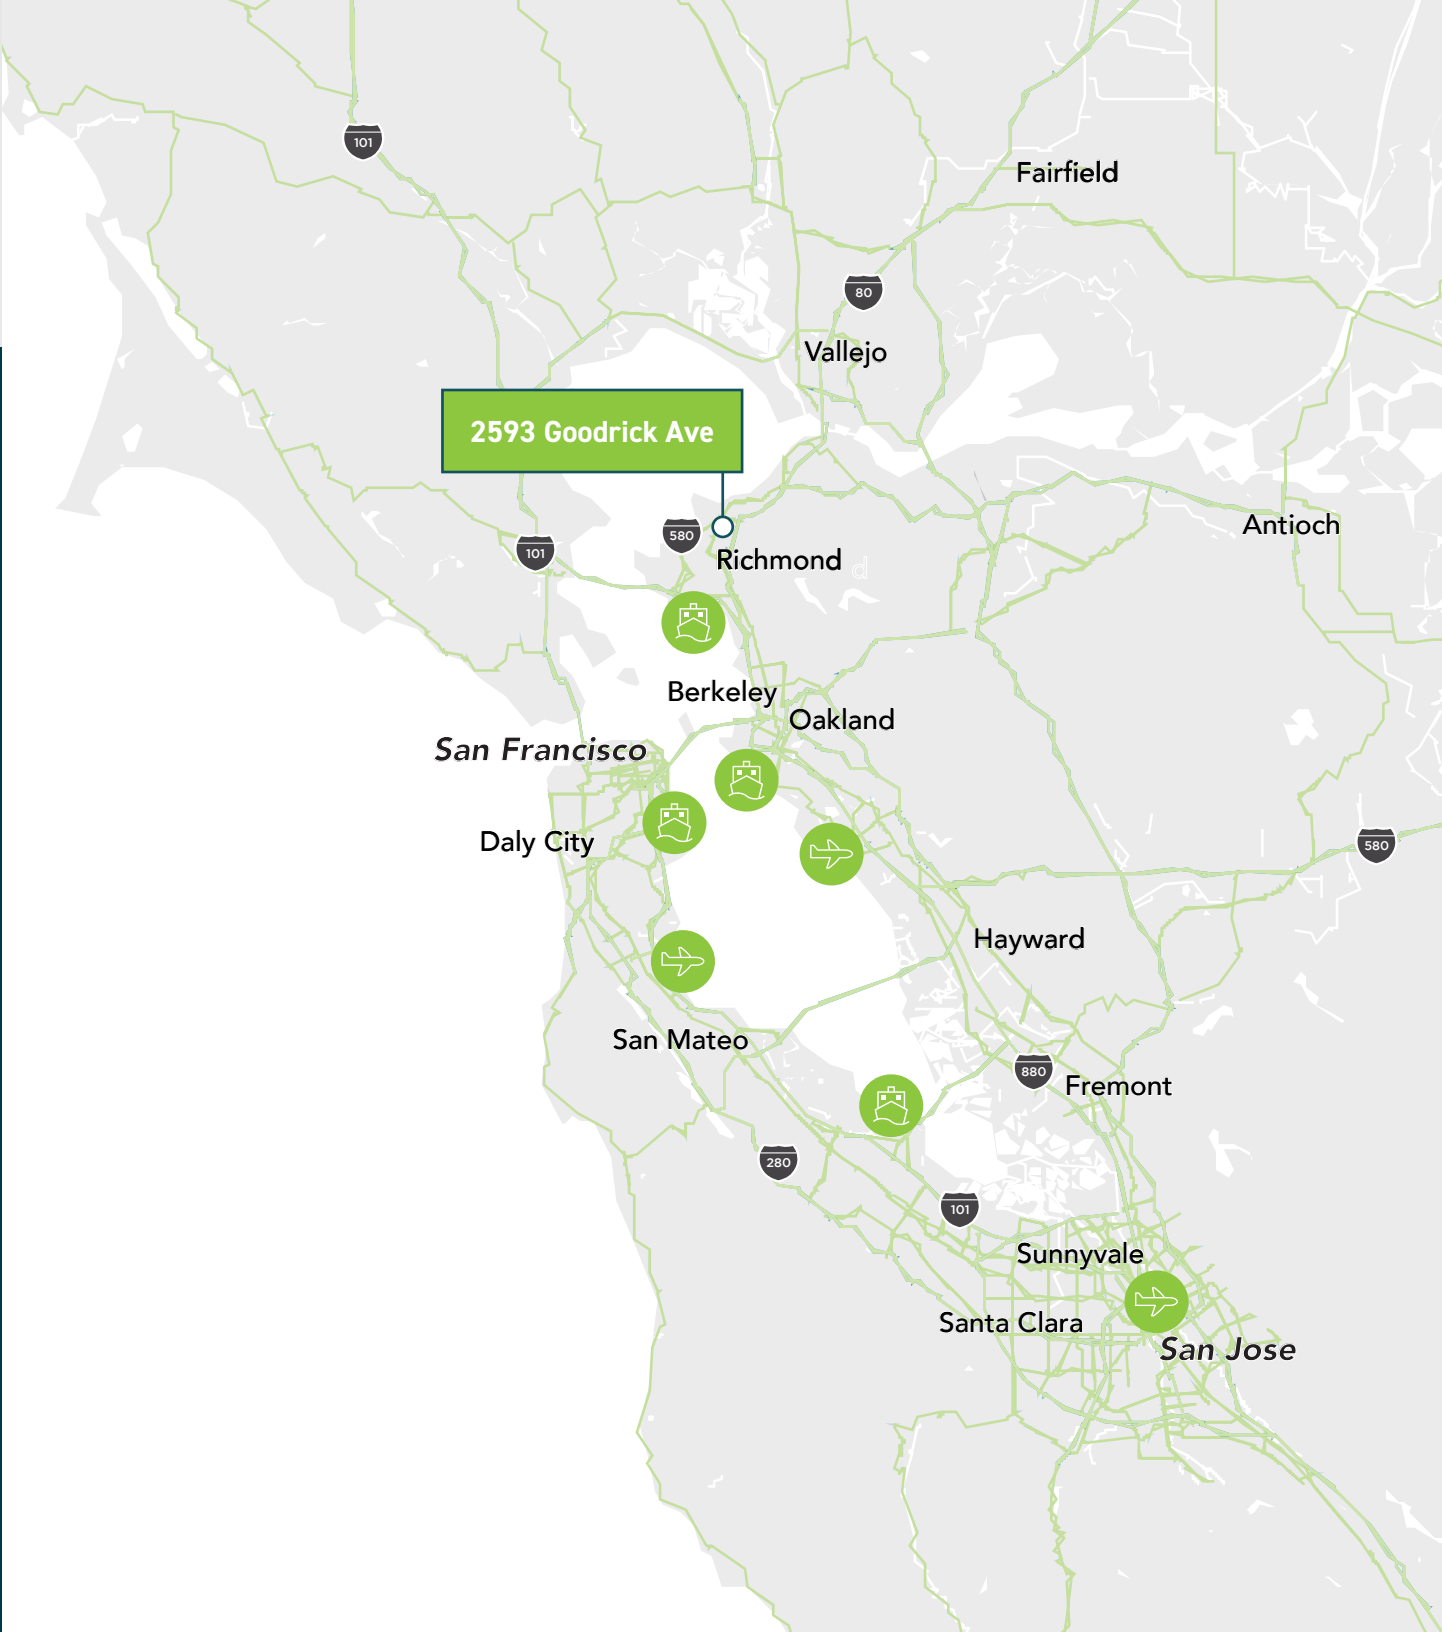 101
Fairfield
80
Vallejo
2593 Goodrick Ave
Antioch
580
101
Richmond
d
Berkeley
Oakland
San Francisco
Daly City
580
Hayward
San Mateo
880
Fremont
280
101
Sunnyvale
Santa Clara
San Jose